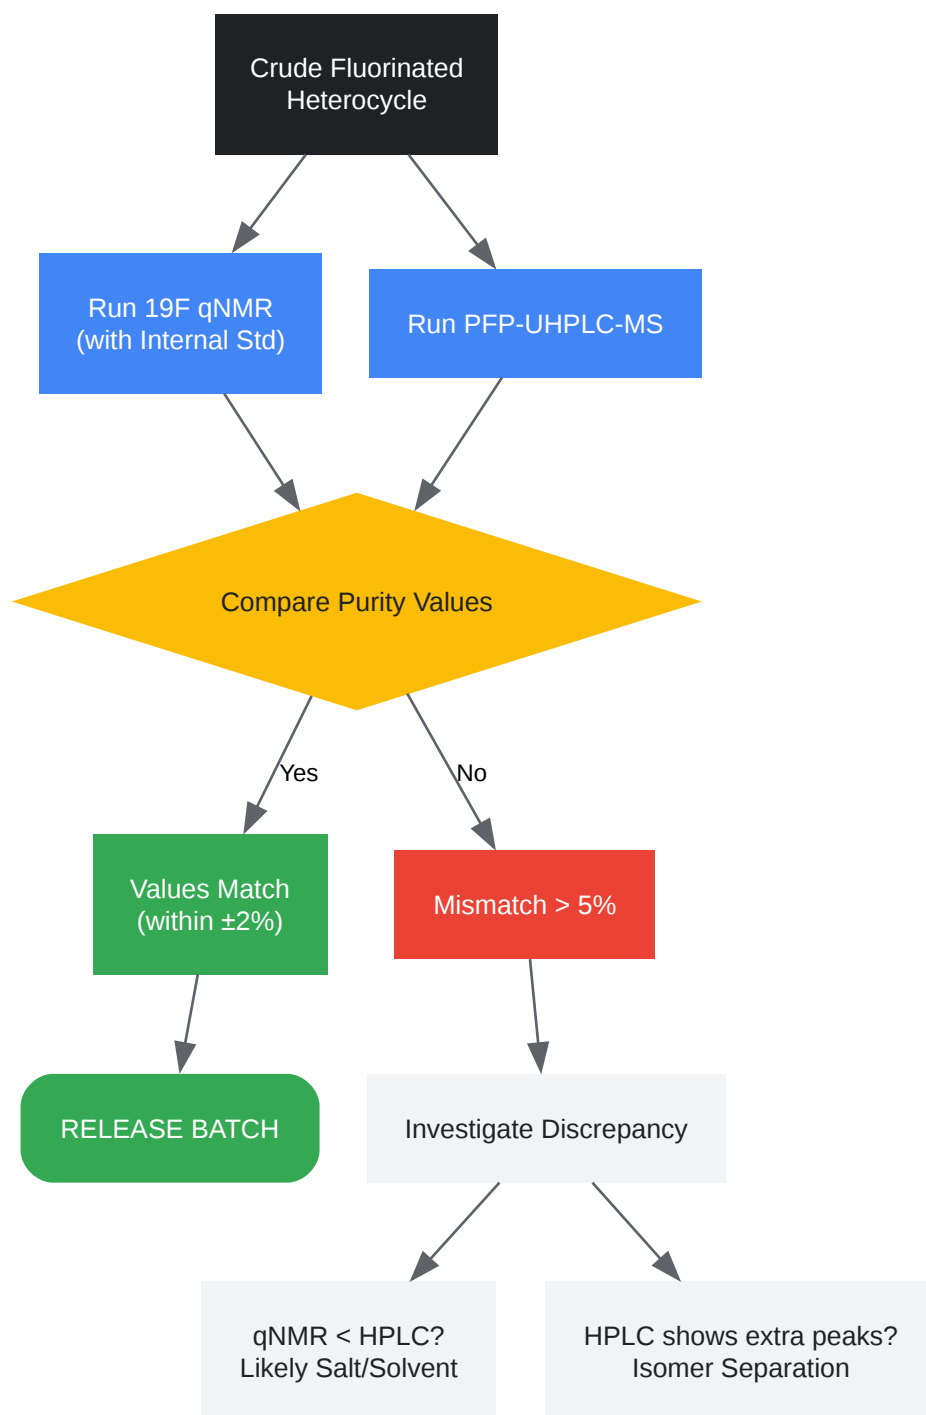 Crude Fluorinated
Heterocycle
Run 19F qNMR
(with Internal Std)
Run PFP-UHPLC-MS
Compare Purity Values
Yes
No
Values Match
(within ±2%)
Mismatch > 5%
RELEASE BATCH
Investigate Discrepancy
qNMR < HPLC?
Likely Salt/Solvent
HPLC shows extra peaks?
Isomer Separation